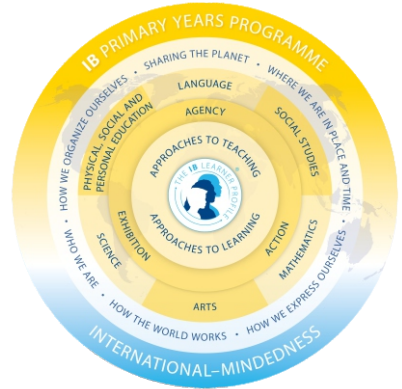 IB PRIMARY YEARS PROGRAMME
SHARING THE PLANET • WHERE WE ARE IN PLACE AND TIME • HOW WE EXPRESS OURSELVES • HOW THE WORLD WORKS • WHO WE ARE • HOW WE ORGANIZE OURSELVES •
LANGUAGE
SOCIAL STUDIES
MATHEMATICS
ARTS
SCIENCE
PHYSICAL, SOCIAL AND
PERSONAL EDUCATION
AGENCY
ACTION
EXHIBITION
APPROACHES TO TEACHING
THE IB LEARNER PROFILE
APPROACHES TO LEARNING
INTERNATIONAL–MINDEDNESS